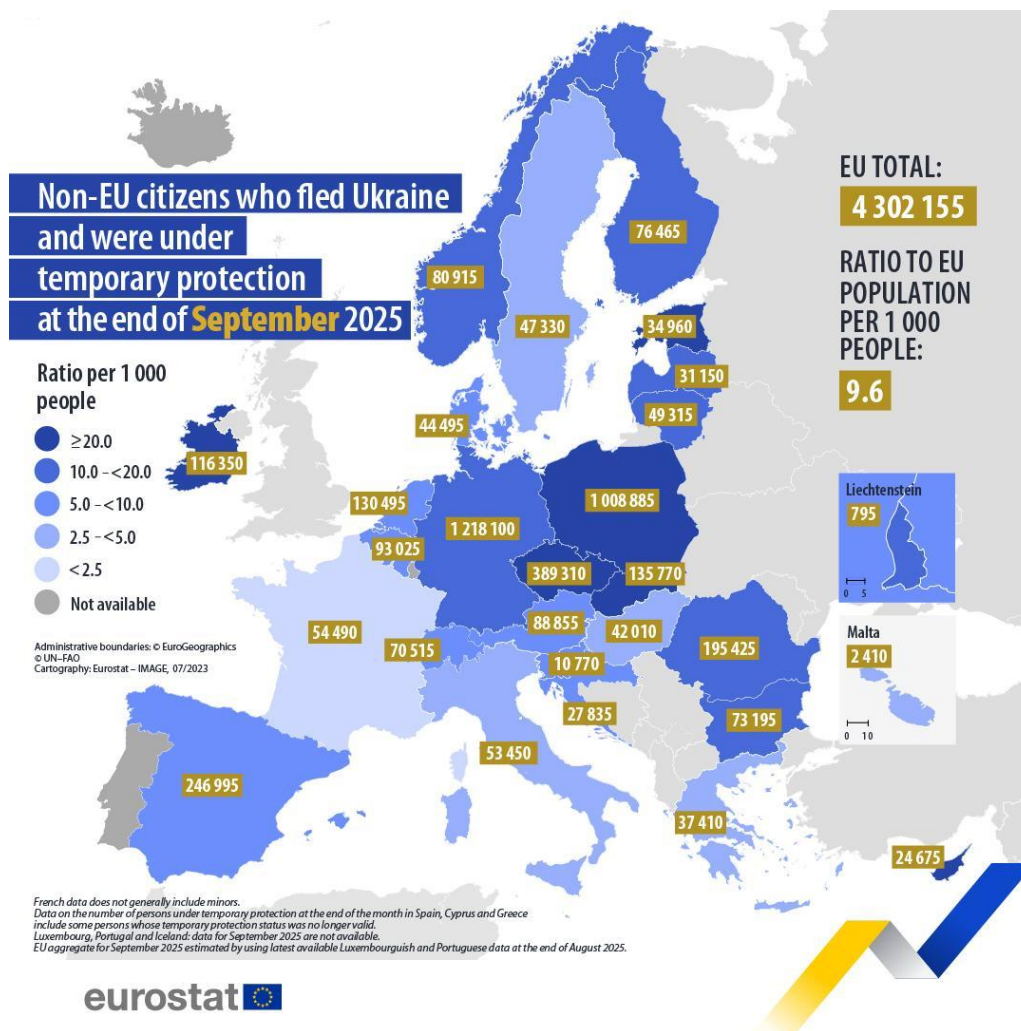 Non-EU citizens who fled Ukraine
and were under
temporary protection
at the end of September 2025
EU TOTAL:
4 302 155
RATIO TO EU
POPULATION
PER 1 000
PEOPLE:
9.6
Ratio per 1 000
people
≥20.0
10.0 –<20.0
5.0 –<10.0
2.5 –<5.0
<2.5
Not available
Administrative boundaries: © EuroGeographics
© UN–FAO
Cartography: Eurostat – IMAGE, 07/2023
76 465
80 915
47 330
34 960
31 150
49 315
44 495
116 350
130 495
1 008 885
1 218 100
93 025
389 310
135 770
88 855
42 010
54 490
70 515
195 425
10 770
27 835
73 195
53 450
246 995
37 410
24 675
Liechtenstein
795
0 5
Malta
2 410
0 10
French data does not generally include minors.
Data on the number of persons under temporary protection at the end of the month in Spain, Cyprus and Greece
include some persons whose temporary protection status was no longer valid.
Luxembourg, Portugal and Iceland: data for September 2025 are not available.
EU aggregate for September 2025 estimated by using latest available Luxembourguish and Portuguese data at the end of August 2025.
eurostat